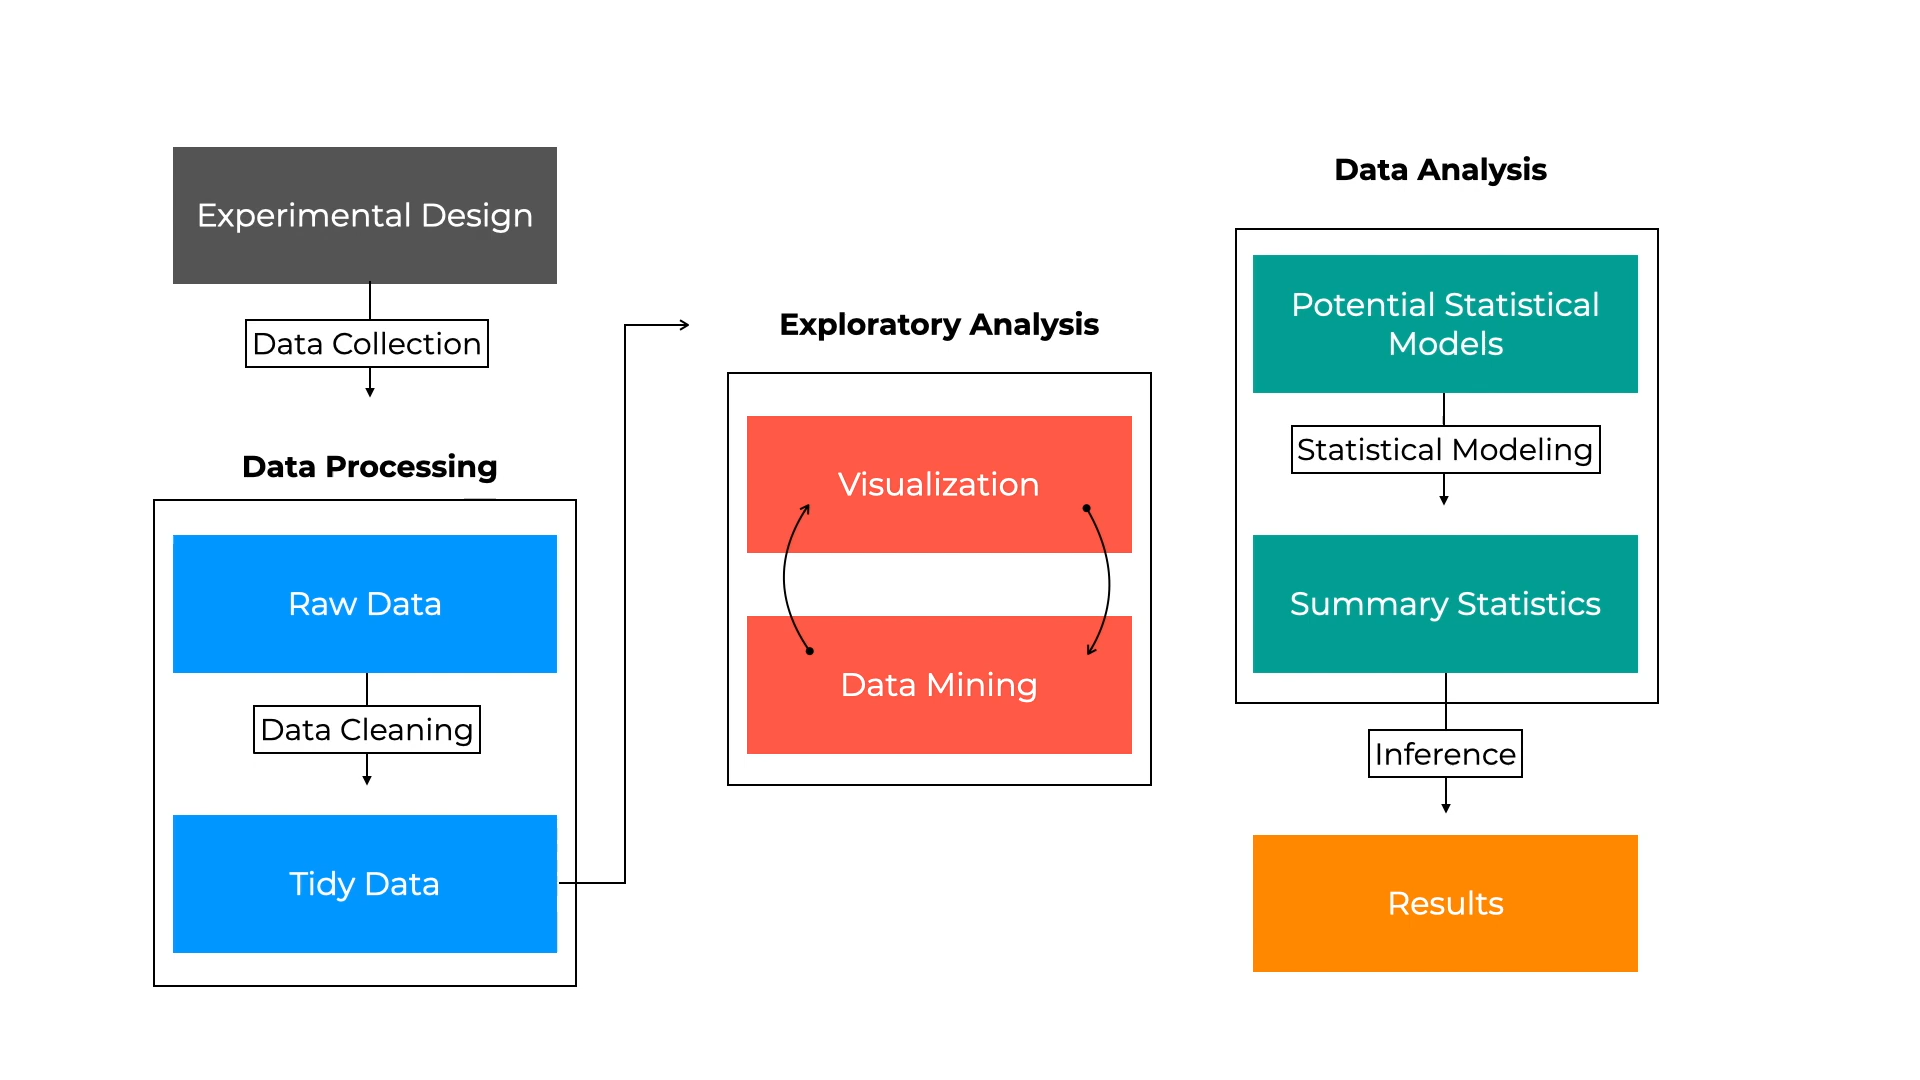 Experimental Design
Data Collection
Data Processing
Raw Data
Data Cleaning
Tidy Data
Exploratory Analysis
Visualization
Data Mining
Data Analysis
Potential Statistical
Models
Statistical Modeling
Summary Statistics
Inference
Results